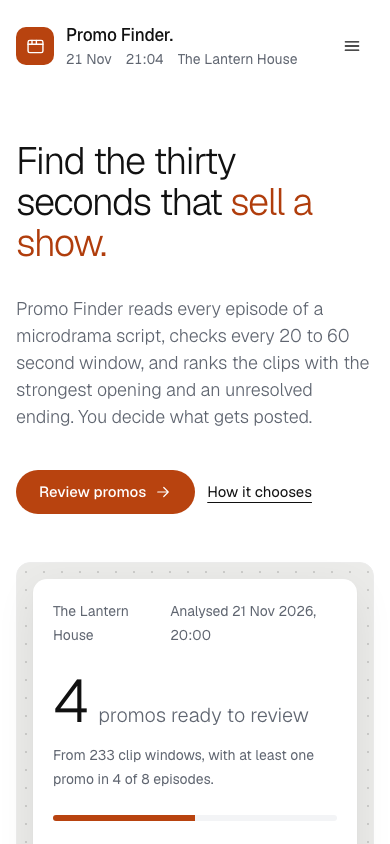 Promo Finder.
21 Nov 21:04 The Lantern House
Find the thirty
seconds that sell a
show.
Promo Finder reads every episode of a
microdrama script, checks every 20 to 60
second window, and ranks the clips with the
strongest opening and an unresolved
ending. You decide what gets posted.
Review promos → How it chooses
The Lantern
House
Analysed 21 Nov 2026,
20:00
4 promos ready to review
From 233 clip windows, with at least one
promo in 4 of 8 episodes.